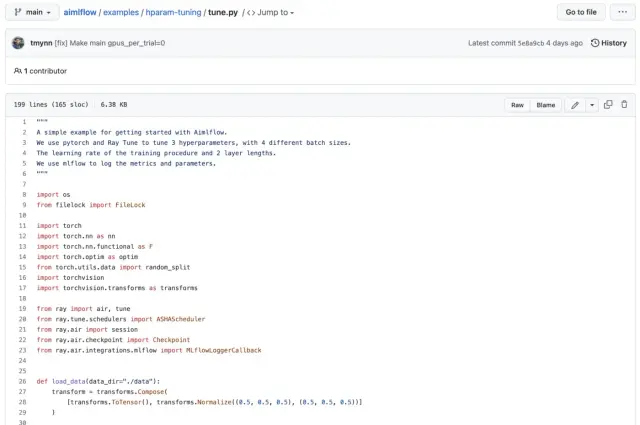 main
aimlflow / examples / hparam-tuning / tune.py / <> Jump to
Go to file
...
tmynn [fix] Make main gpus_per_trial=0
Latest commit 5e8a9cb 4 days ago
History
1 contributor
199 lines (165 sloc) 6.38 KB
Raw
Blame
1 """
2 A simple example for getting started with Aimlflow.
3 We use pytorch and Ray Tune to tune 3 hyperparameters, with 4 different batch sizes.
4 The learning rate of the training procedure and 2 layer lengths.
5 We use mlflow to log the metrics and parameters.
6 """
7
8 import os
9 from filelock import FileLock
10
11 import torch
12 import torch.nn as nn
13 import torch.nn.functional as F
14 import torch.optim as optim
15 from torch.utils.data import random_split
16 import torchvision
17 import torchvision.transforms as transforms
18
19 from ray import air, tune
20 from ray.tune.schedulers import ASHAScheduler
21 from ray.air import session
22 from ray.air.checkpoint import Checkpoint
23 from ray.air.integrations.mlflow import MLflowLoggerCallback
24
25
26 def load_data(data_dir="./data"):
27 transform = transforms.Compose(
28 [transforms.ToTensor(), transforms.Normalize((0.5, 0.5, 0.5), (0.5, 0.5, 0.5))]
29 )
30